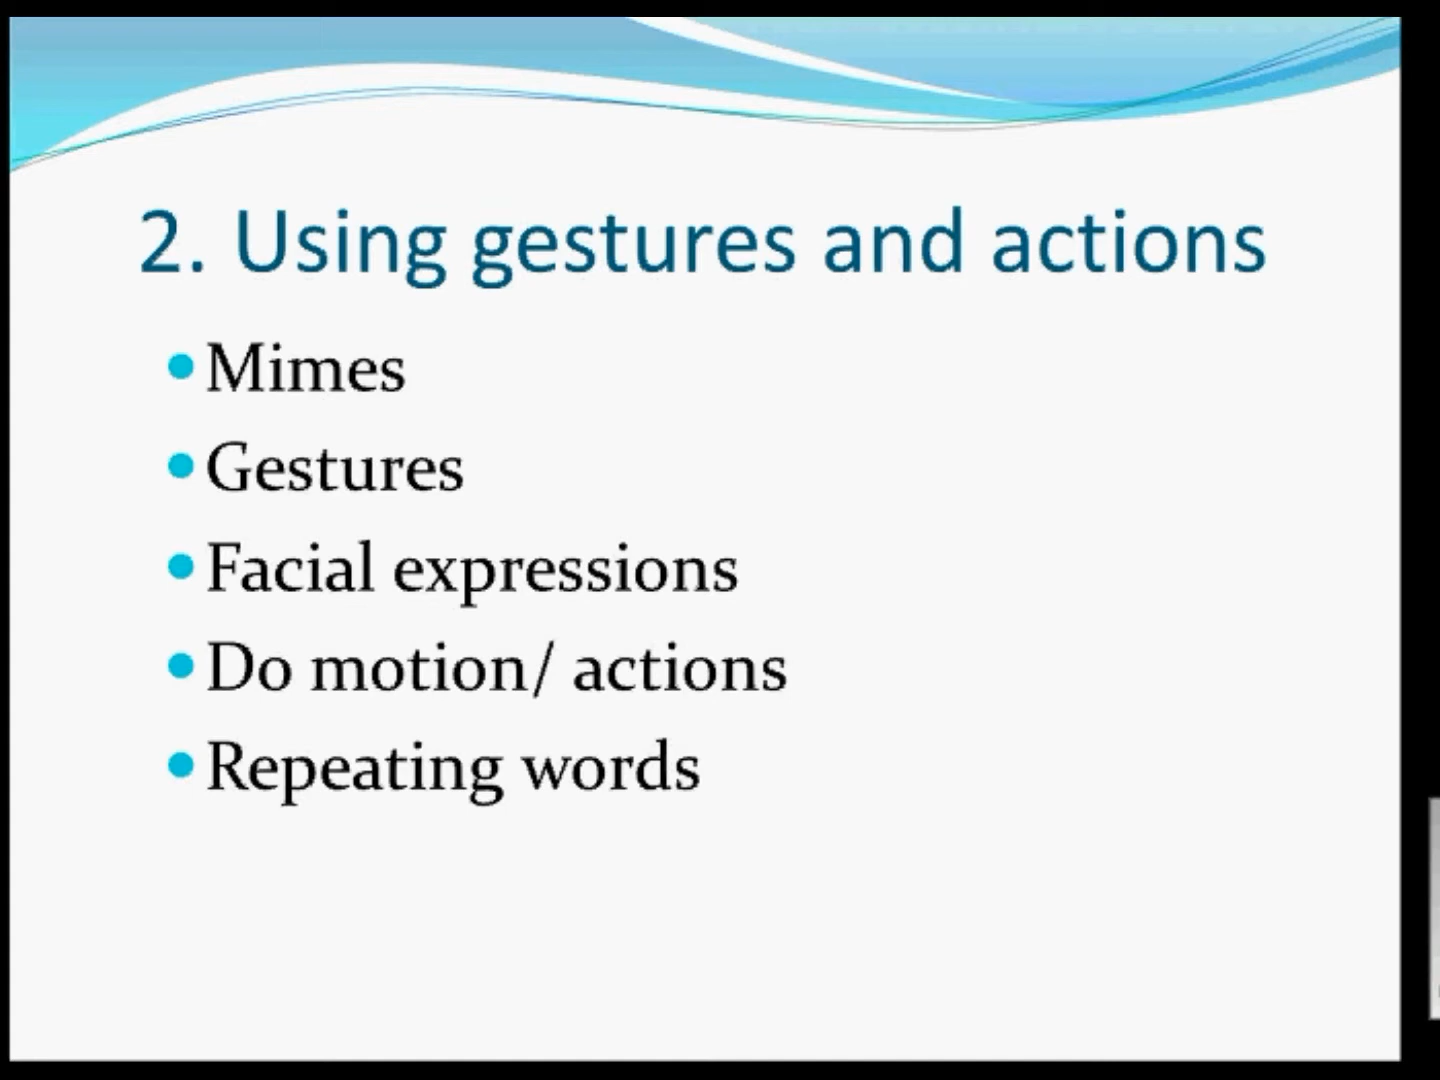 2. Using gestures and actions
Mimes
Gestures
Facial expressions
Do motion/ actions
Repeating words